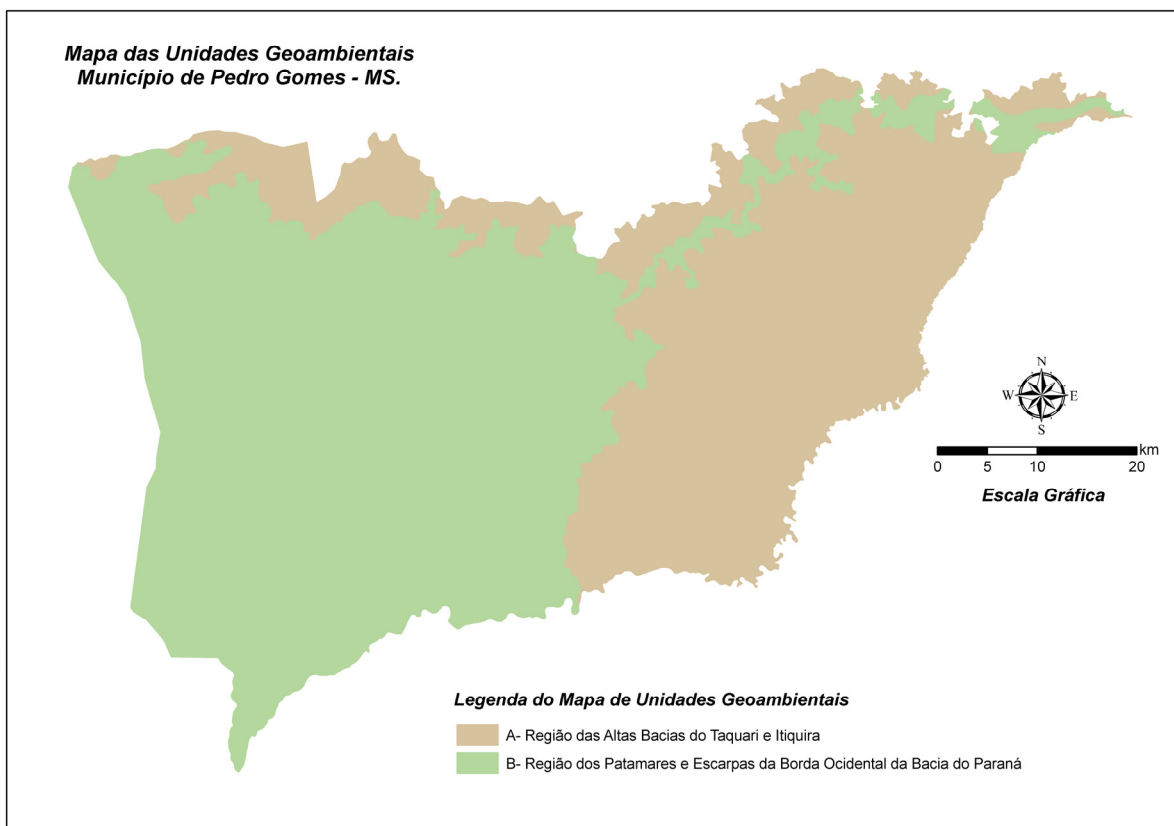 Mapa das Unidades Geoambientais
Município de Pedro Gomes - MS.
N
W
E
S
km
0 5 10 20
Escala Gráfica
Legenda do Mapa de Unidades Geoambientais
A- Região das Altas Bacias do Taquari e Itiquira
B- Região dos Patamares e Escarpas da Borda Ocidental da Bacia do Paraná